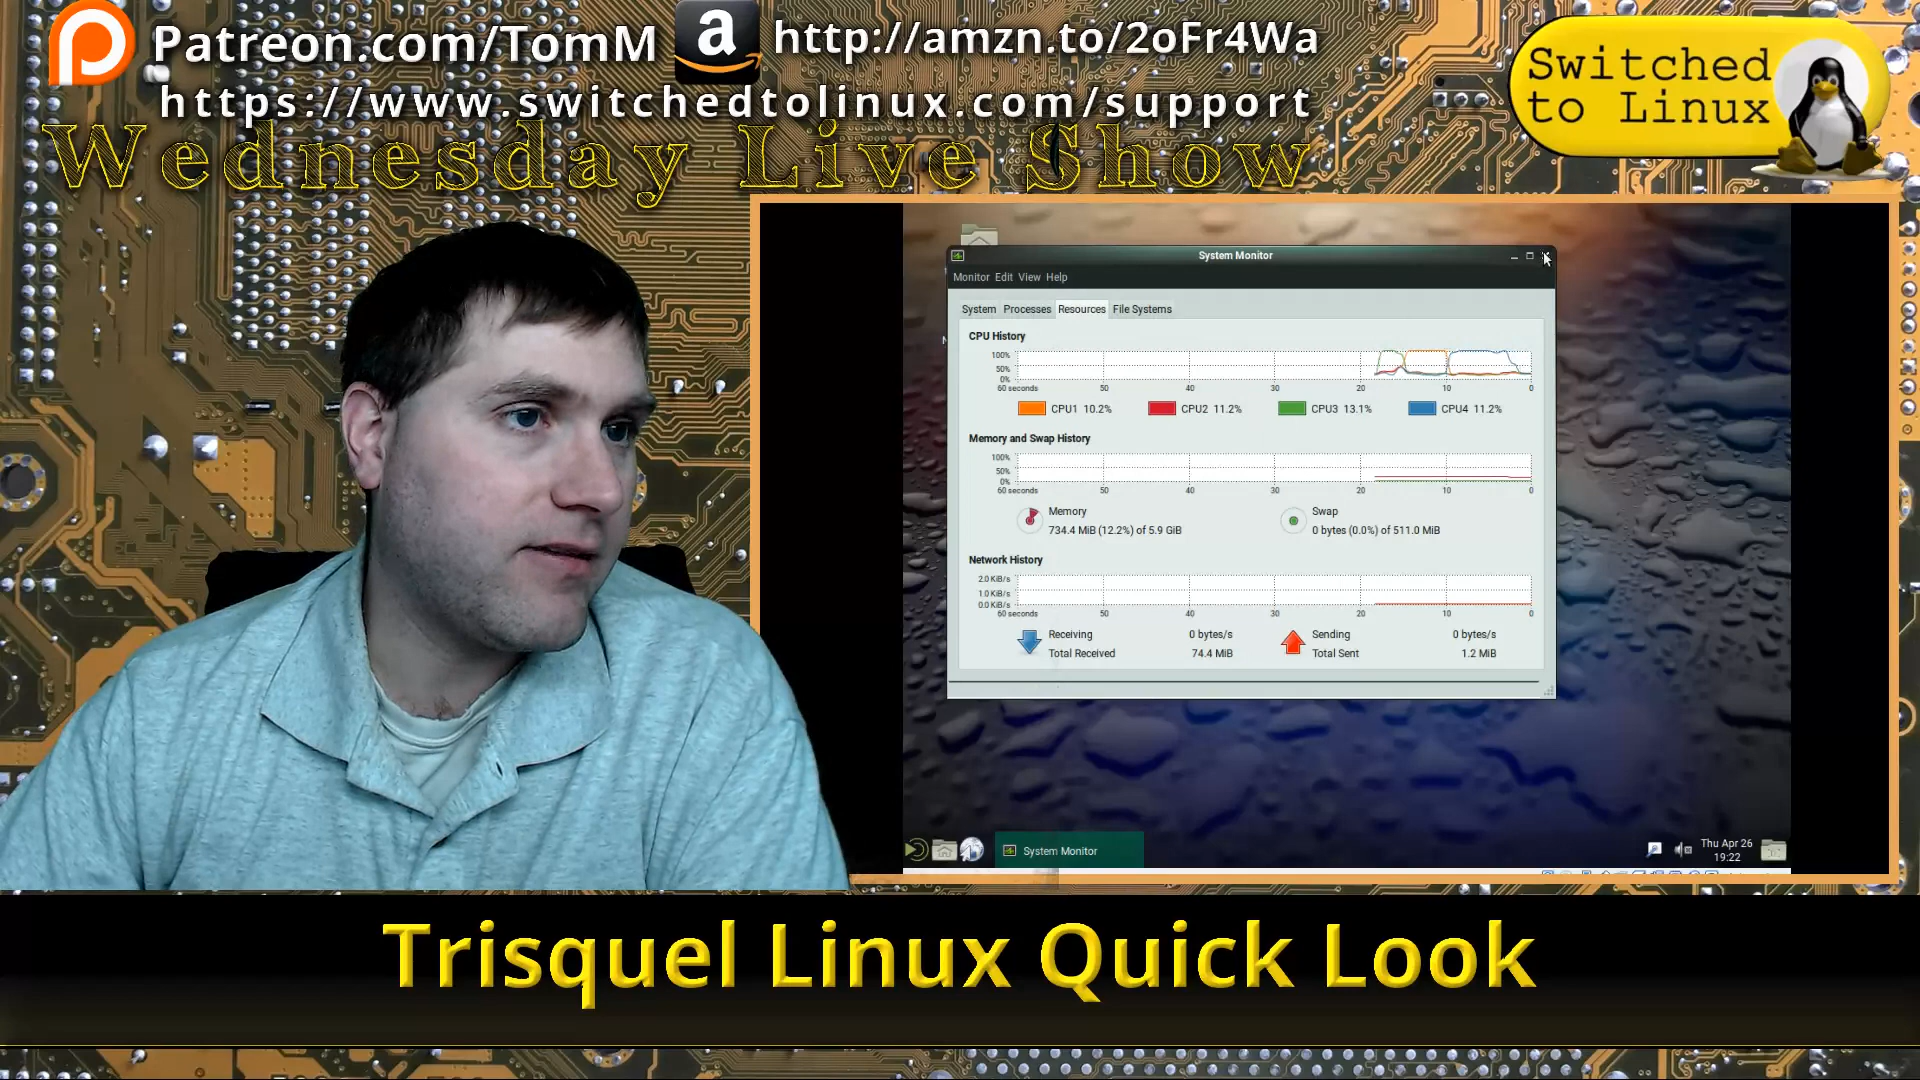 Patreon.com/TomM
http://amzn.to/2oFr4Wa
https://www.switchedtolinux.com/support
Wednesday Live Show
Switched
to Linux
System Monitor
Monitor Edit View Help
System Processes Resources File Systems
CPU History
100%
50%
0%
60 seconds 50 40 30 20 10 0
CPU1 10.2% CPU2 11.2% CPU3 13.1% CPU4 11.2%
Memory and Swap History
100%
50%
0%
60 seconds 50 40 30 20 10 0
Memory
734.4 MiB (12.2%) of 5.9 GiB
Swap
0 bytes (0.0%) of 511.0 MiB
Network History
2.0 KiB/s
1.0 KiB/s
0.0 KiB/s
60 seconds 50 40 30 20 10 0
Receiving 0 bytes/s
Total Received 74.4 MiB
Sending 0 bytes/s
Total Sent 1.2 MiB
System Monitor
Thu Apr 26
19:22
Trisquel Linux Quick Look